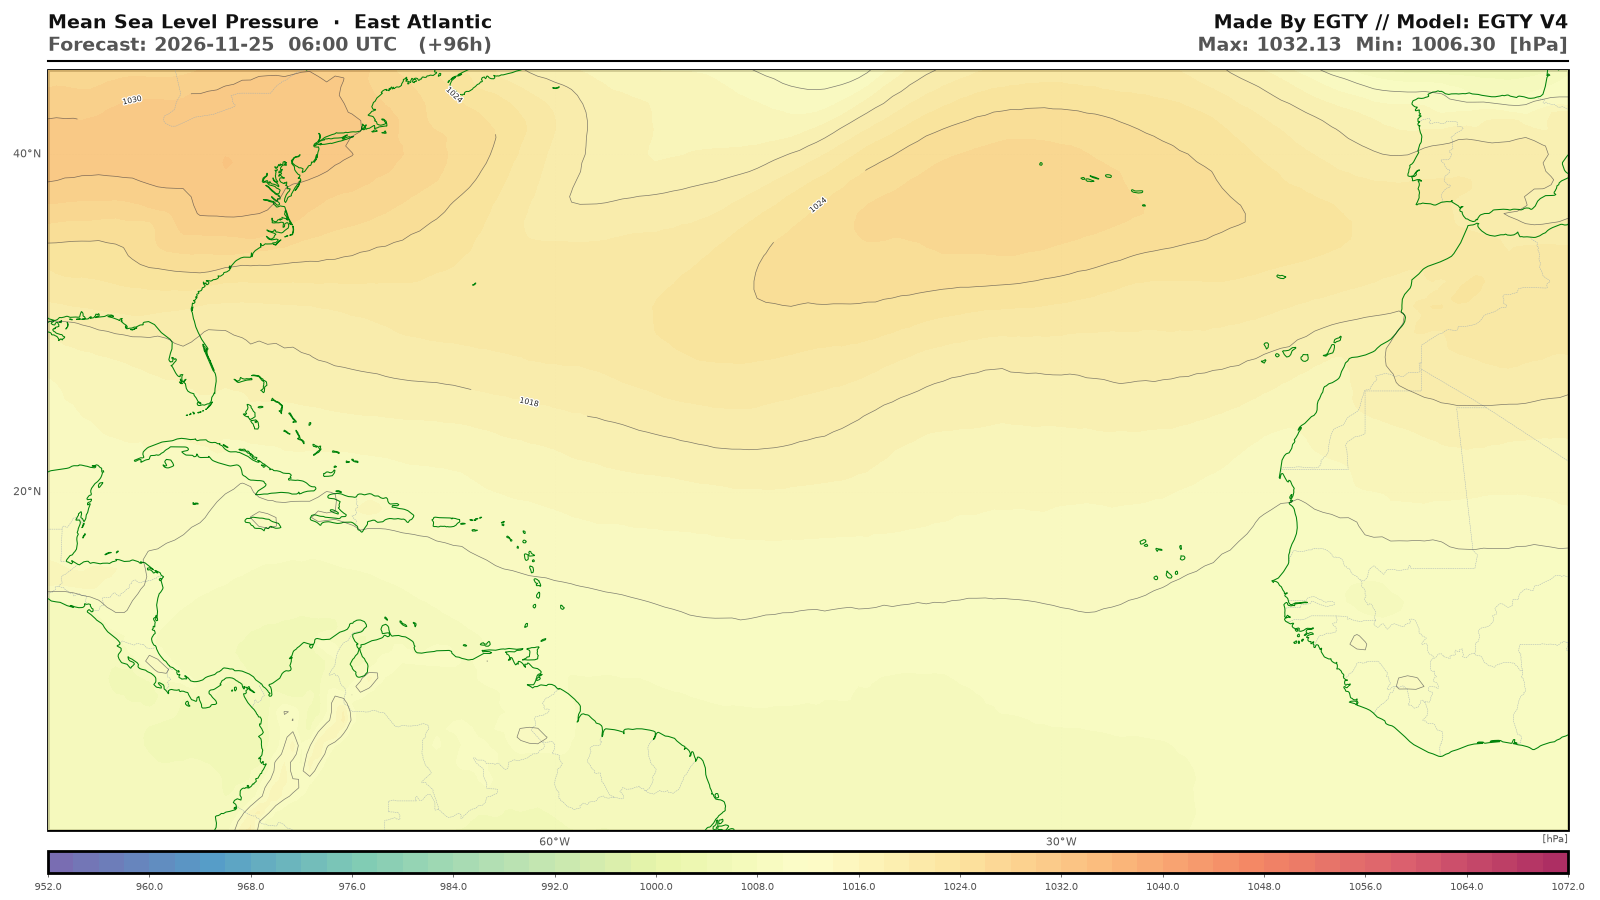 Mean Sea Level Pressure · East Atlantic
Made By EGTY // Model: EGTY V4
Forecast: 2026-11-25 06:00 UTC (+96h)
Max: 1032.13 Min: 1006.30 [hPa]
1030
1024
40°N
1024
1018
20°N
60°W
30°W
[hPa]
952.0 960.0 968.0 976.0 984.0 992.0 1000.0 1008.0 1016.0 1024.0 1032.0 1040.0 1048.0 1056.0 1064.0 1072.0